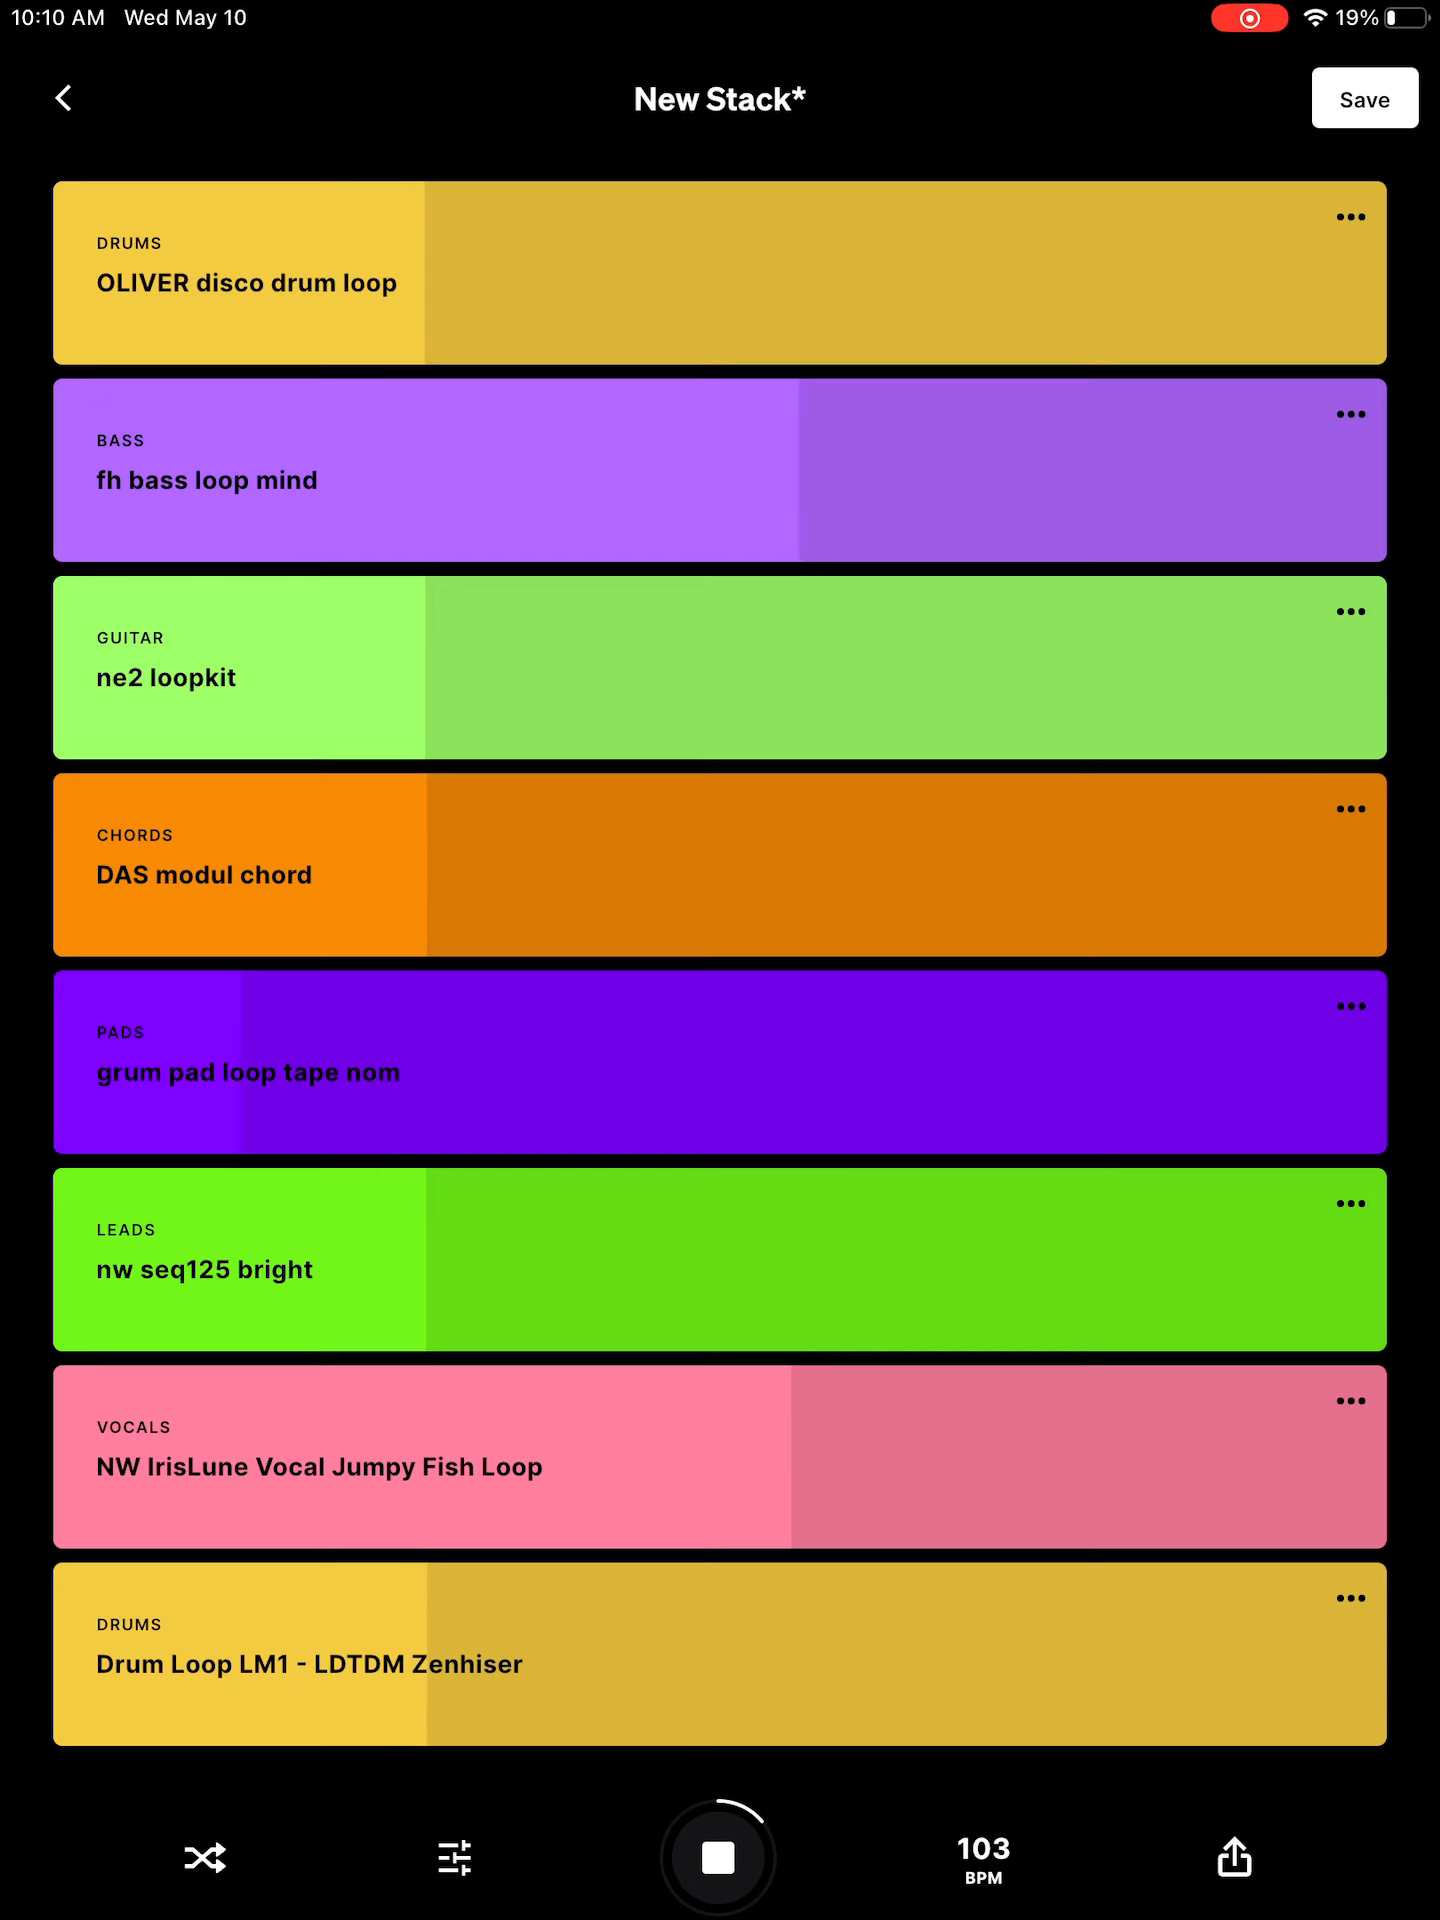 10:10 AM Wed May 10 19%
New Stack*
Save
DRUMS
OLIVER disco drum loop
BASS
fh bass loop mind
GUITAR
ne2 loopkit
CHORDS
DAS modul chord
PADS
grum pad loop tape nom
LEADS
nw seq125 bright
VOCALS
NW IrisLune Vocal Jumpy Fish Loop
DRUMS
Drum Loop LM1 - LDTDM Zenhiser
103
BPM